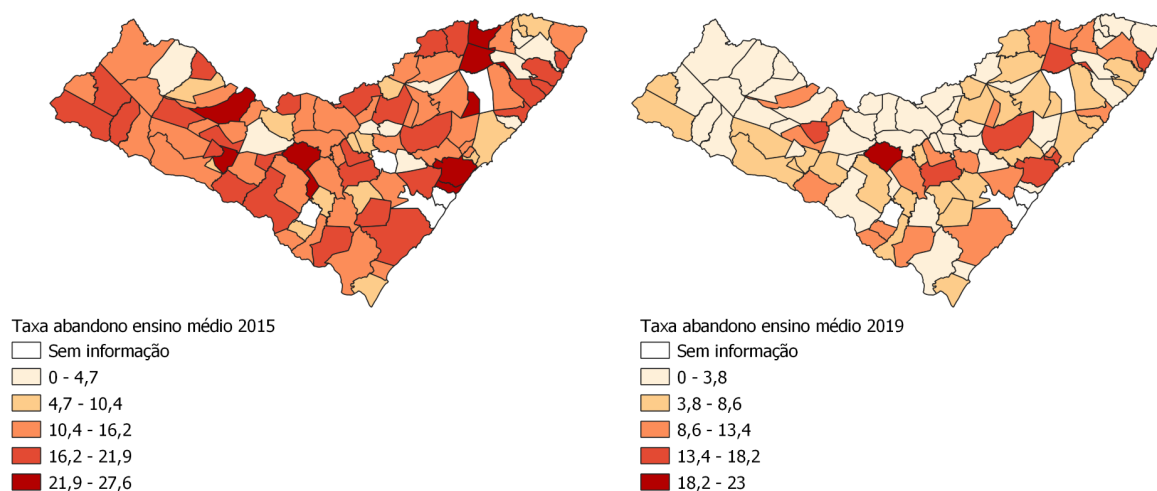 Taxa abandono ensino médio 2015
Sem informação
0 - 4,7
4,7 - 10,4
10,4 - 16,2
16,2 - 21,9
21,9 - 27,6
Taxa abandono ensino médio 2019
Sem informação
0 - 3,8
3,8 - 8,6
8,6 - 13,4
13,4 - 18,2
18,2 - 23